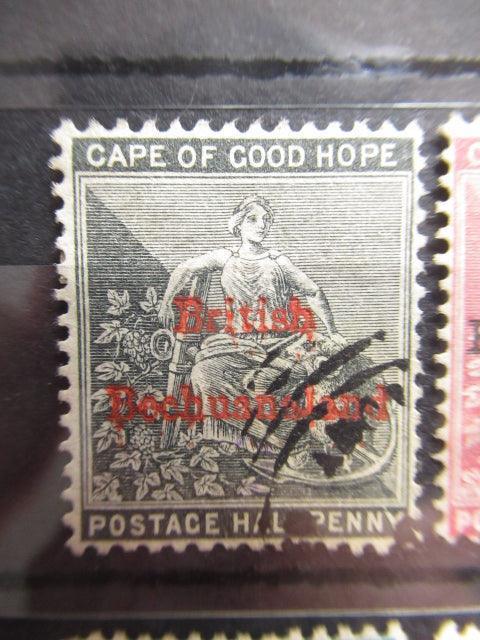 CAPE OF GOOD HOPE
British
Bechuanaland
POSTAGE HALFPENNY